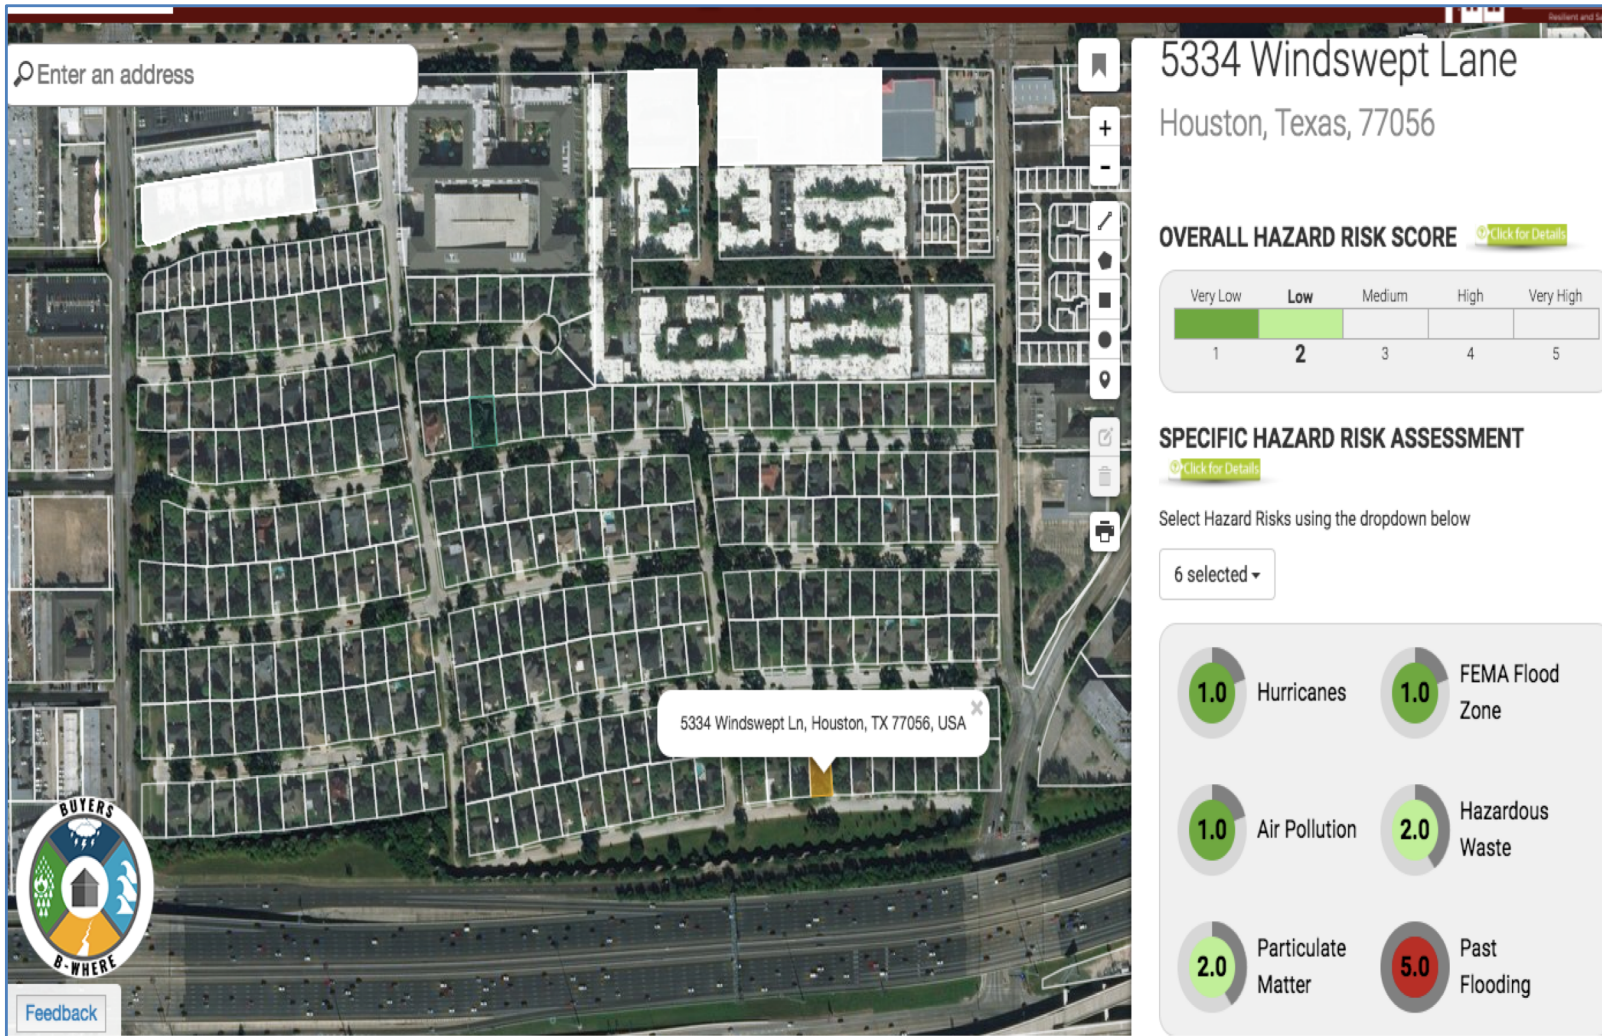 Resilient and Sa
Enter an address
5334 Windswept Lane
Houston, Texas, 77056
OVERALL HAZARD RISK SCORE
Click for Details
Very Low
Low
Medium
High
Very High
1
2
3
4
5
SPECIFIC HAZARD RISK ASSESSMENT
Click for Details
Select Hazard Risks using the dropdown below
6 selected
1.0
Hurricanes
1.0
FEMA Flood
Zone
1.0
Air Pollution
2.0
Hazardous
Waste
2.0
Particulate
Matter
5.0
Past
Flooding
+
-
5334 Windswept Ln, Houston, TX 77056, USA
×
BUYERS
B-WHERE
Feedback